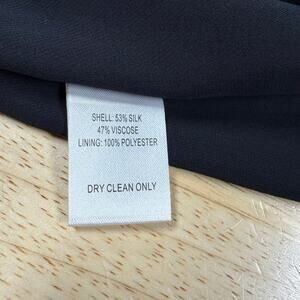 SHELL: 53% SILK
47% VISCOSE
LINING: 100% POLYESTER
DRY CLEAN ONLY